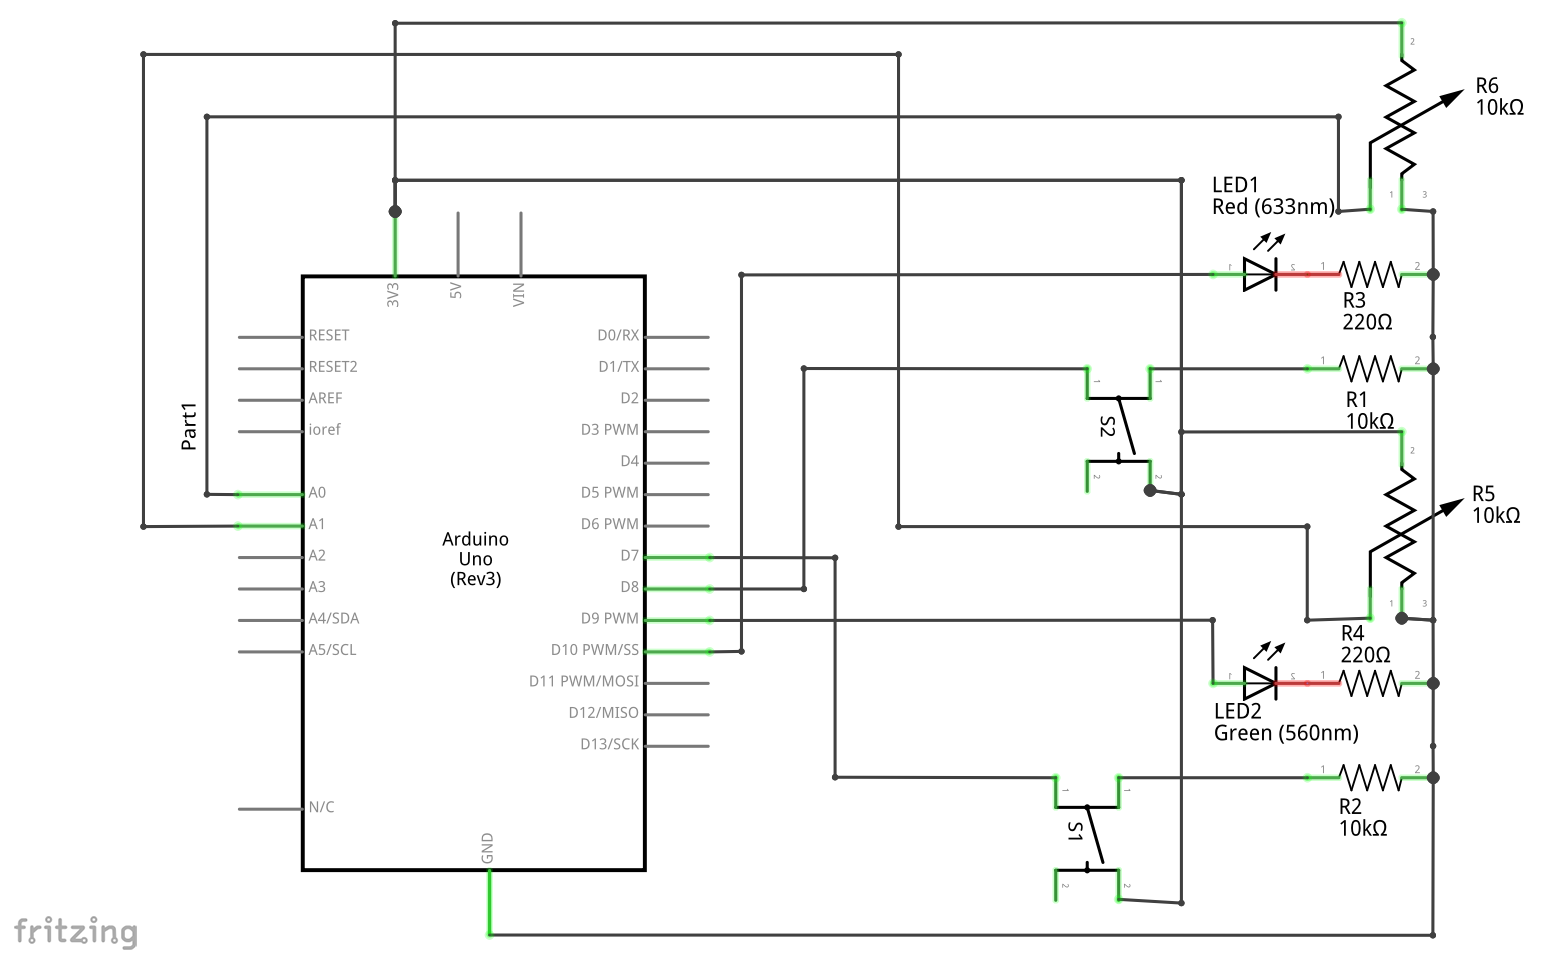 2
R6
10kΩ
LED1
Red (633nm)
1
3
1
2
1
2
R3
220Ω
3V3
5V
VIN
RESET
RESET2
AREF
ioref
A0
A1
A2
A3
A4/SDA
A5/SCL
N/C
Part1
Arduino
Uno
(Rev3)
GND
D0/RX
D1/TX
D2
D3 PWM
D4
D5 PWM
D6 PWM
D7
D8
D9 PWM
D10 PWM/SS
D11 PWM/MOSI
D12/MISO
D13/SCK
1
1
S2
2
2
1
2
R1
10kΩ
2
R5
10kΩ
1
3
R4
220Ω
1
2
1
2
LED2
Green (560nm)
1
1
S1
2
2
1
2
R2
10kΩ
fritzing